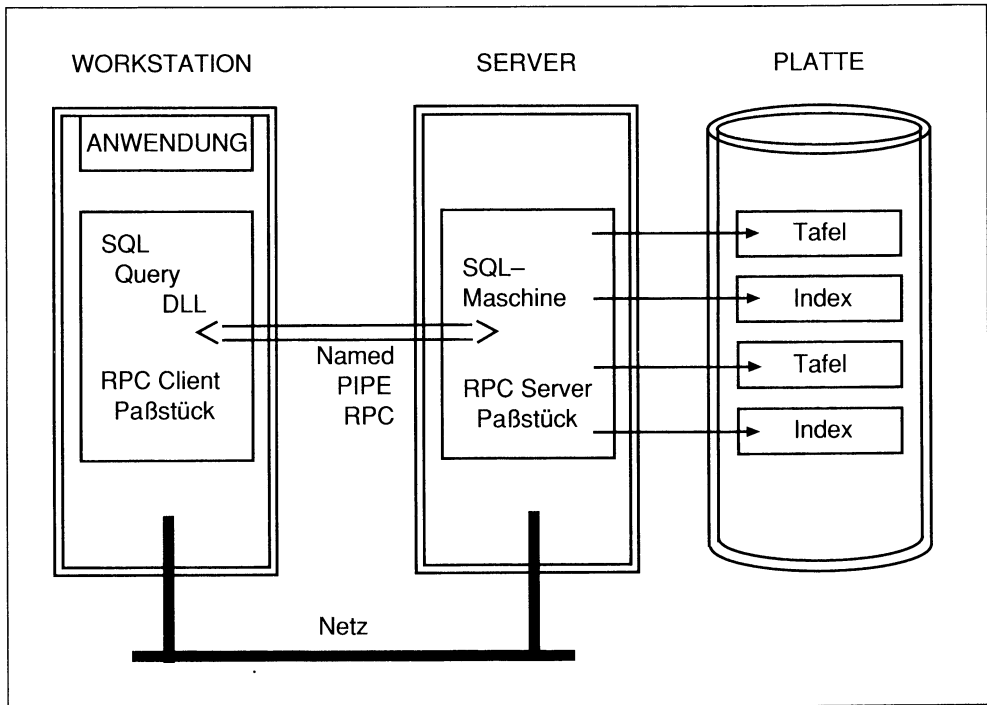 WORKSTATION
SERVER
PLATTE
ANWENDUNG
SQL
Query
DLL
RPC Client
Paßstück
Named
PIPE
RPC
SQL–
Maschine
RPC Server
Paßstück
Tafel
Index
Tafel
Index
Netz